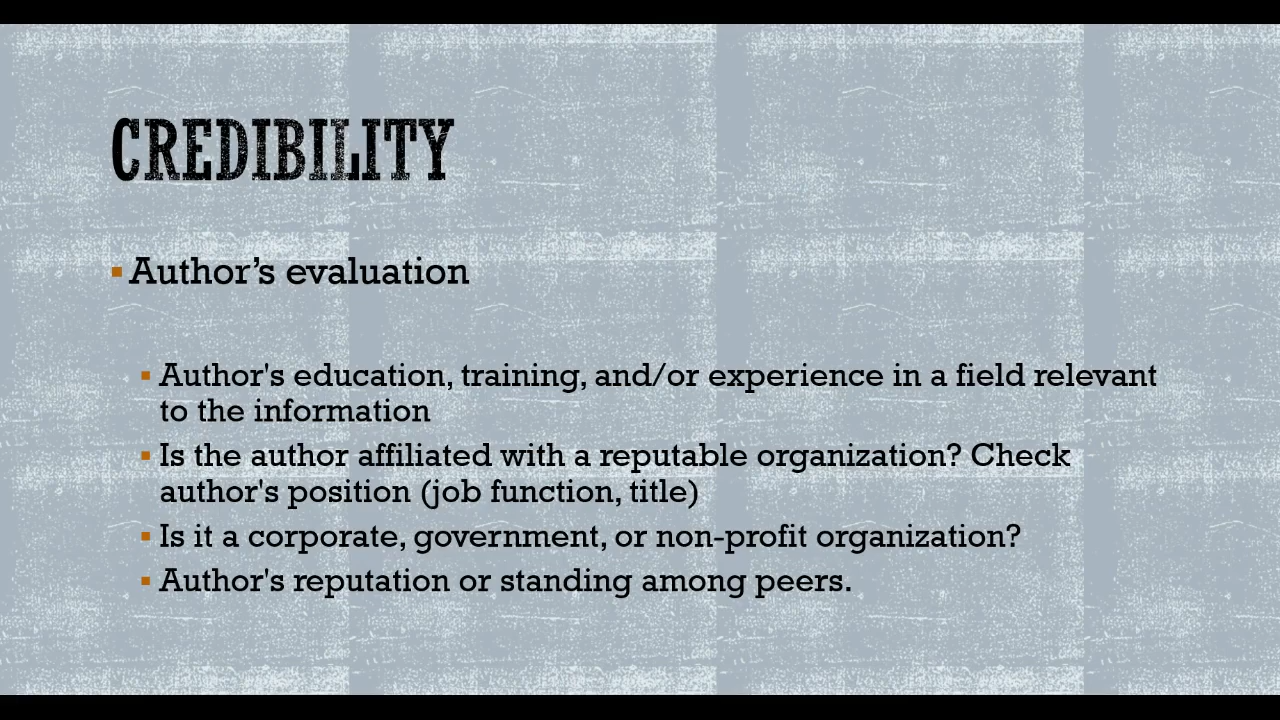 CREDIBILITY
▪ Author’s evaluation
▪ Author's education, training, and/or experience in a field relevant
to the information
▪ Is the author affiliated with a reputable organization? Check
author's position (job function, title)
▪ Is it a corporate, government, or non-profit organization?
▪ Author's reputation or standing among peers.